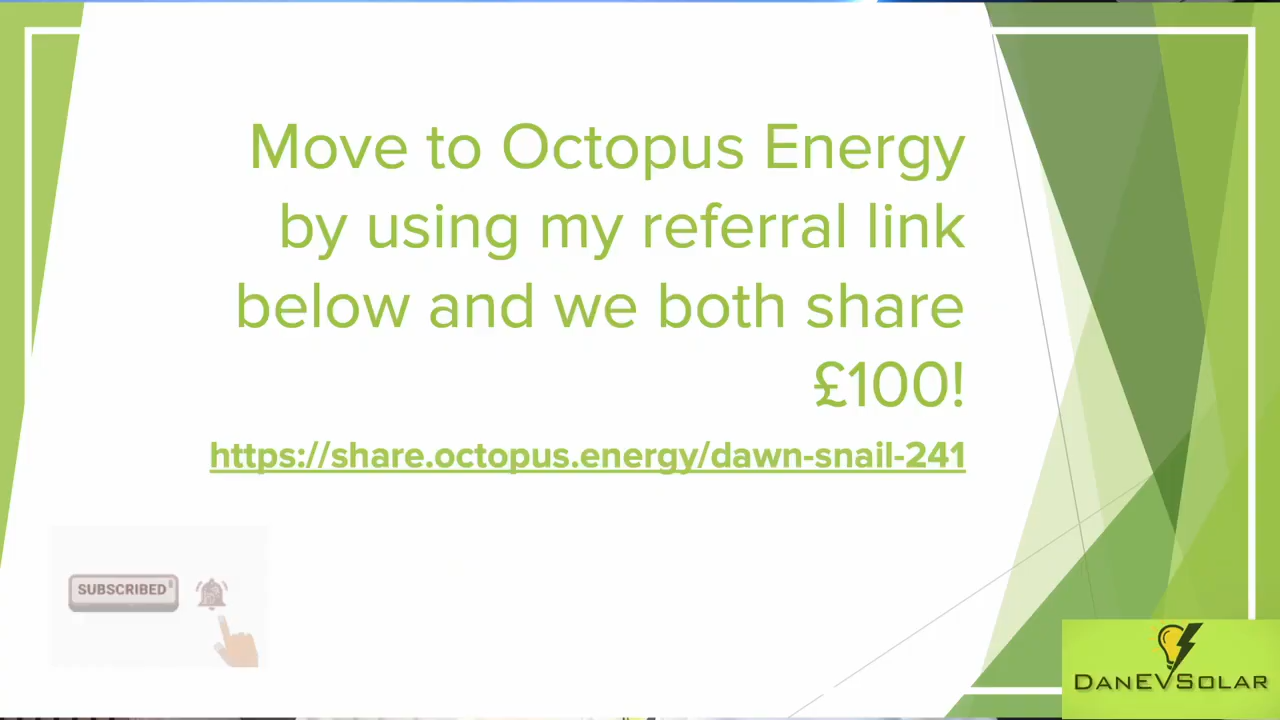 Move to Octopus Energy
by using my referral link
below and we both share
£100!
https://share.octopus.energy/dawn-snail-241
SUBSCRIBED
DANEVSOLAR